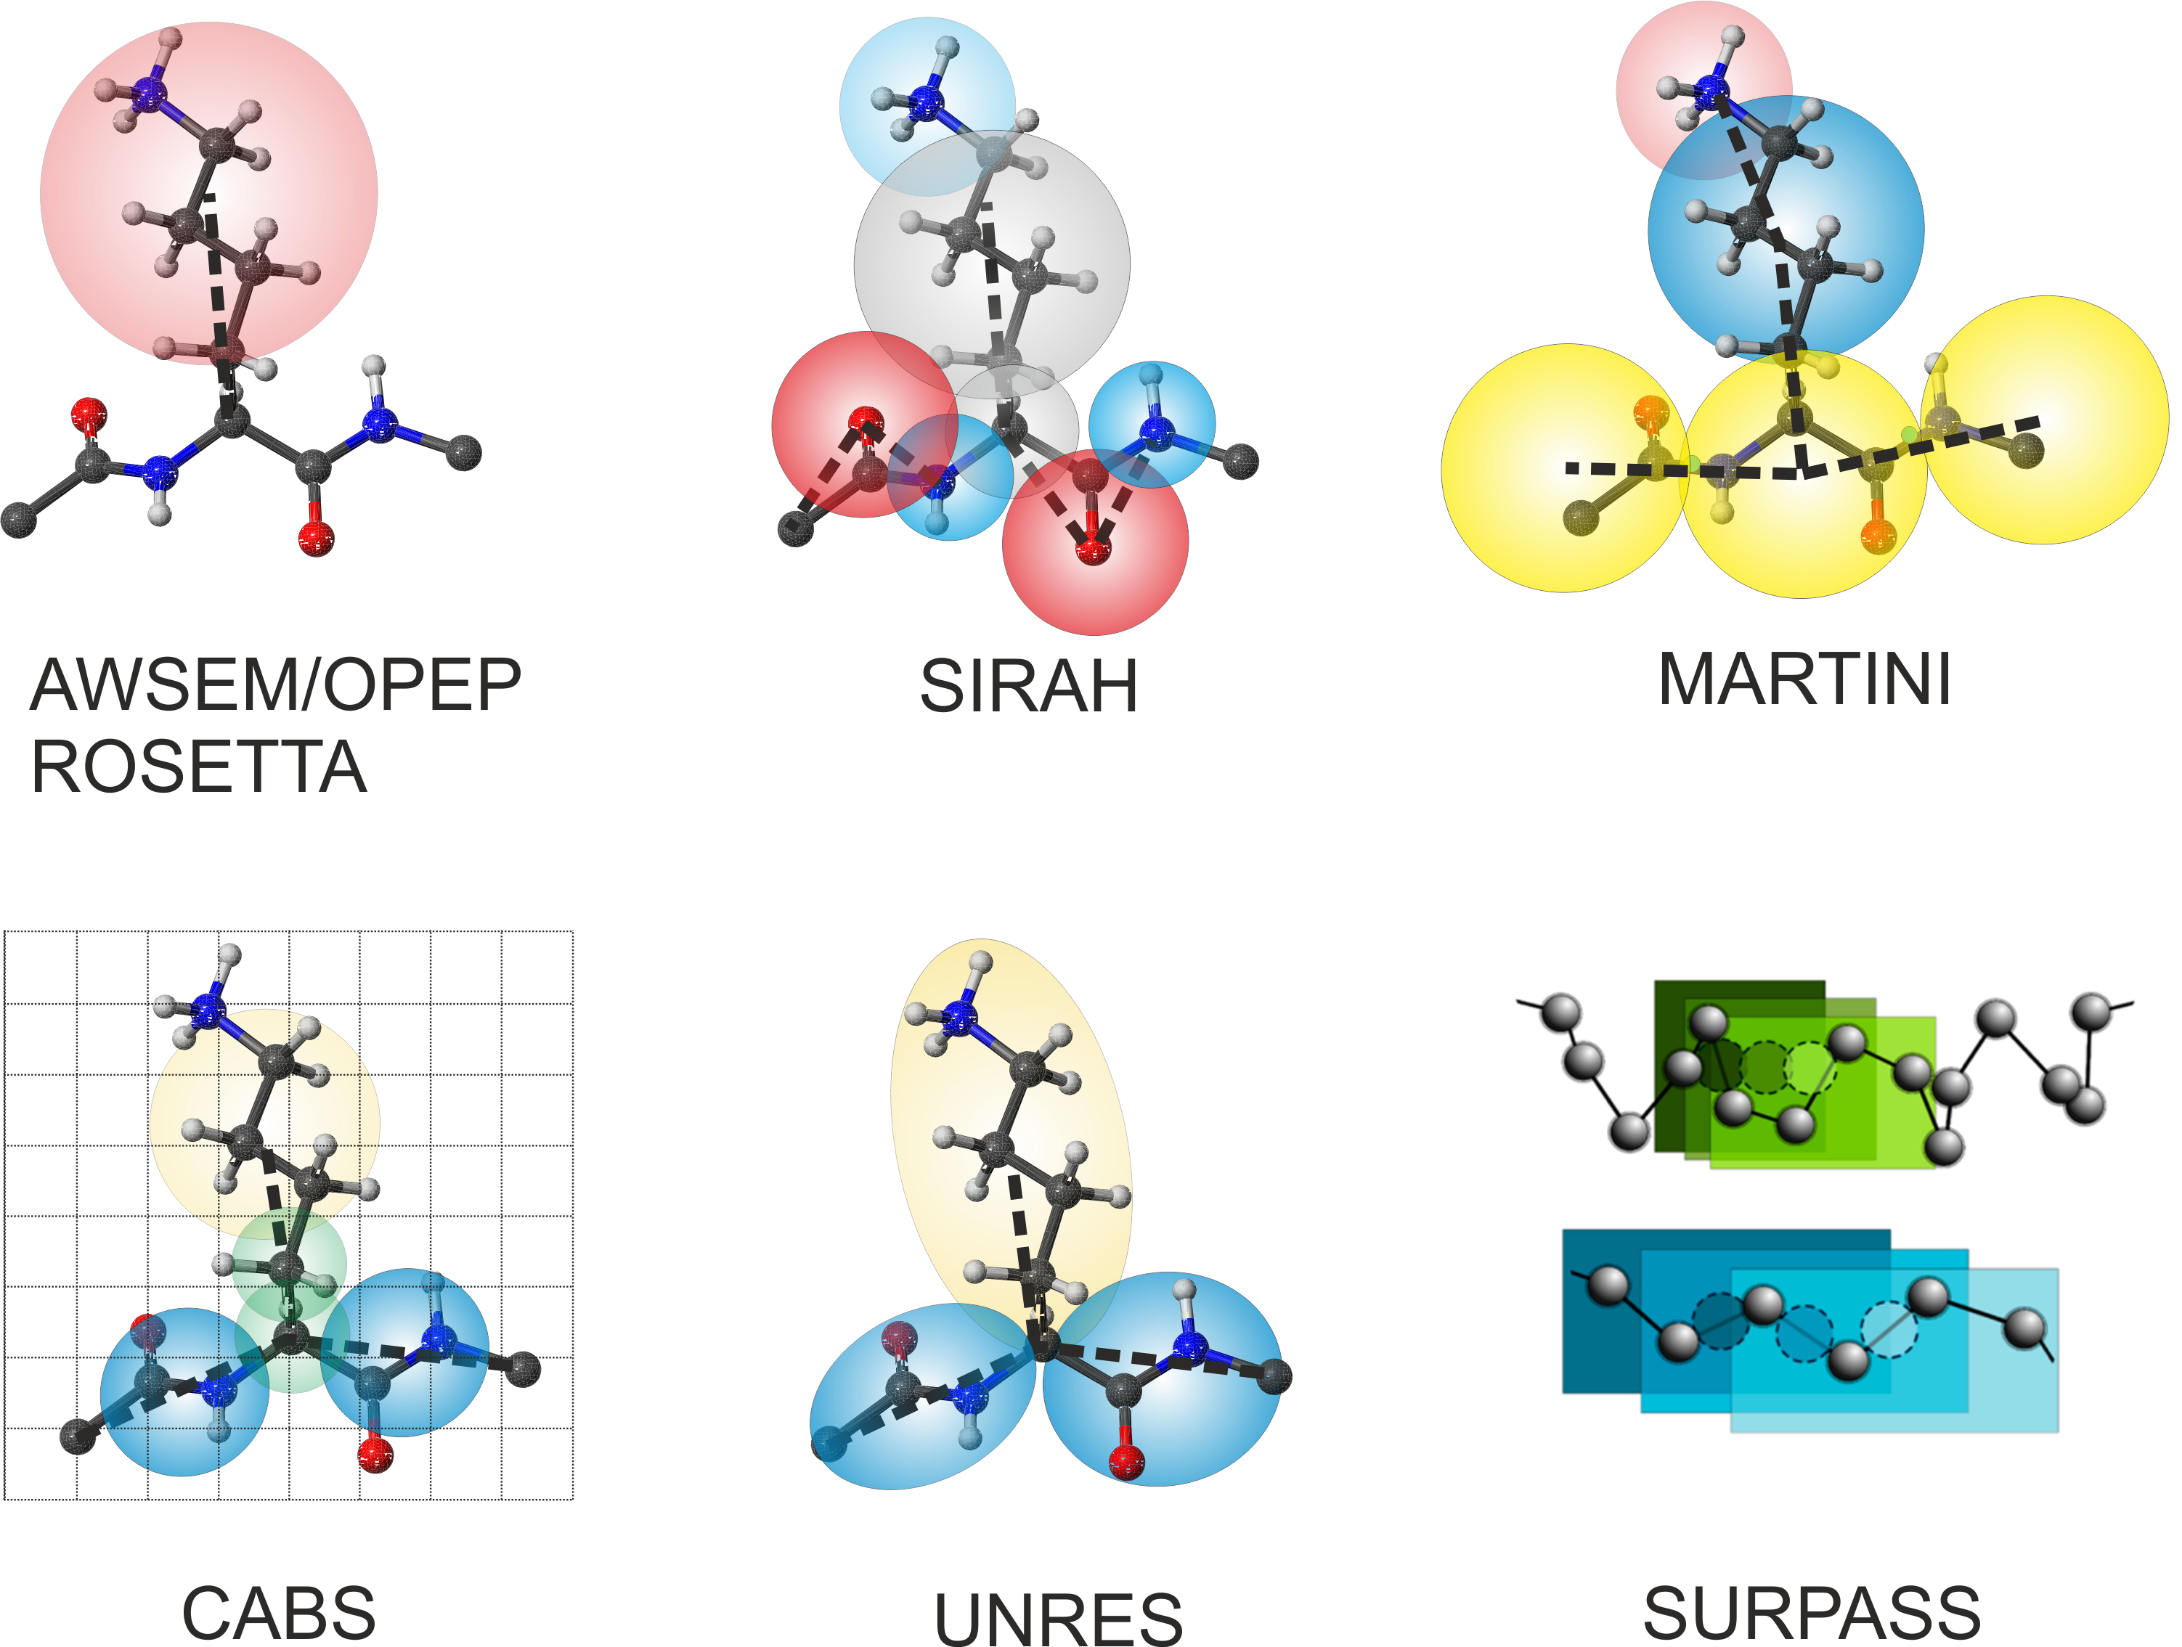 AWSEM/OPEP
ROSETTA
SIRAH
MARTINI
CABS
UNRES
SURPASS